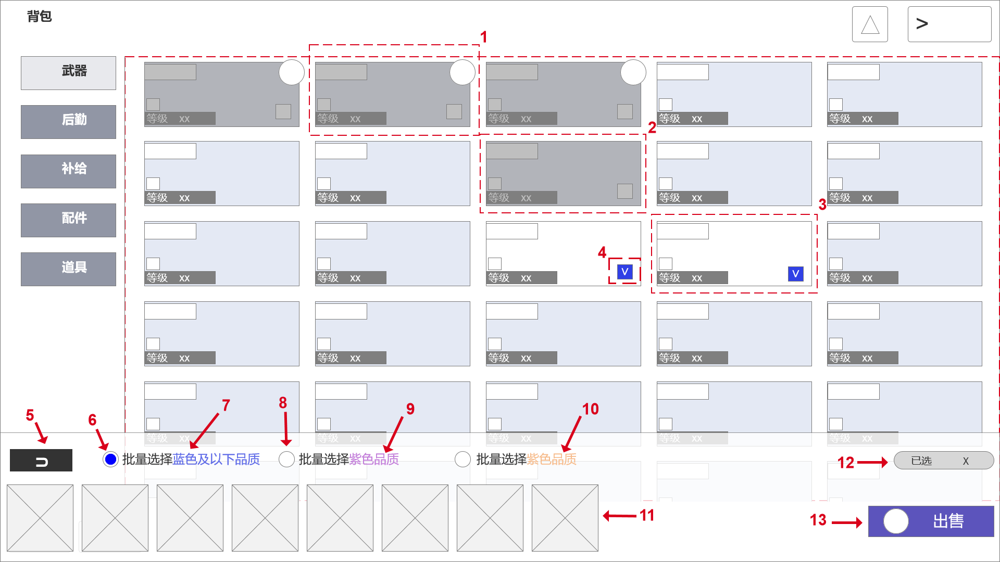 背包
>
1
武器
后勤
补给
配件
道具
等级 xx
等级 xx
等级 xx
等级 xx
等级 xx
2
等级 xx
等级 xx
等级 xx
等级 xx
等级 xx
3
4
V
V
等级 xx
等级 xx
等级 xx
等级 xx
等级 xx
等级 xx
等级 xx
等级 xx
等级 xx
等级 xx
5
6
7
8
9
10
等级 xx
等级 xx
等级 xx
等级 xx
等级 xx
批量选择蓝色及以下品质
批量选择紫色品质
批量选择紫色品质
12
已选 X
11
13
出售